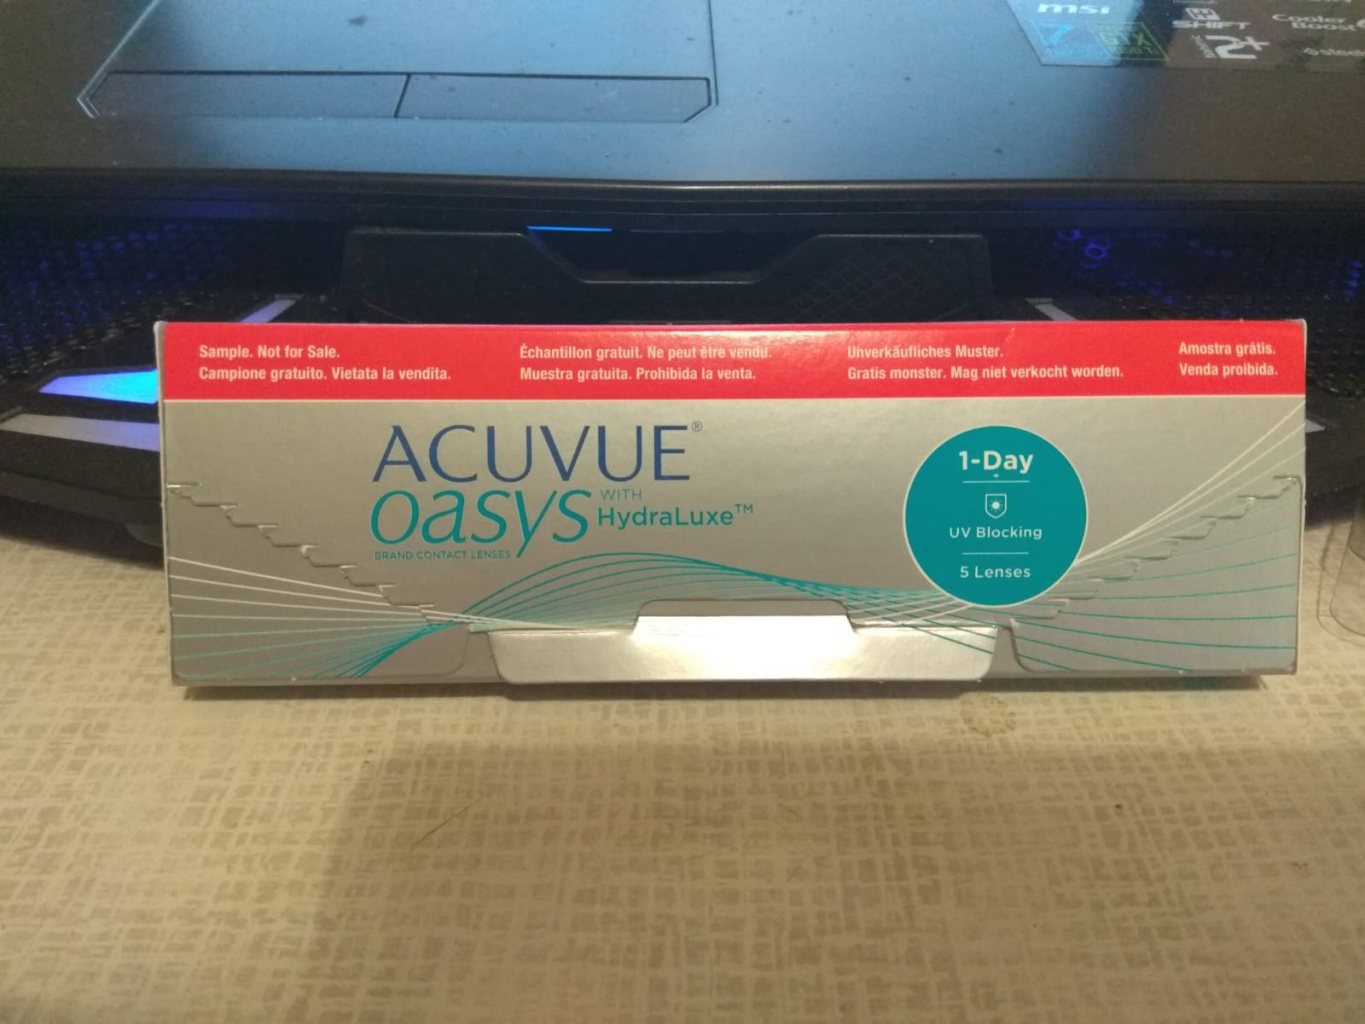 msi
SHIFT
Cooler
Boost
Sample. Not for Sale.
Campione gratuito. Vietata la vendita.
Échantillon gratuit. Ne peut être vendu.
Muestra gratuita. Prohibida la venta.
Unverkäufliches Muster.
Gratis monster. Mag niet verkocht worden.
Amostra grátis.
Venda proibida.
ACUVUE®
oasys WITH
HydraLuxe™
BRAND CONTACT LENSES
1-Day
UV Blocking
5 Lenses